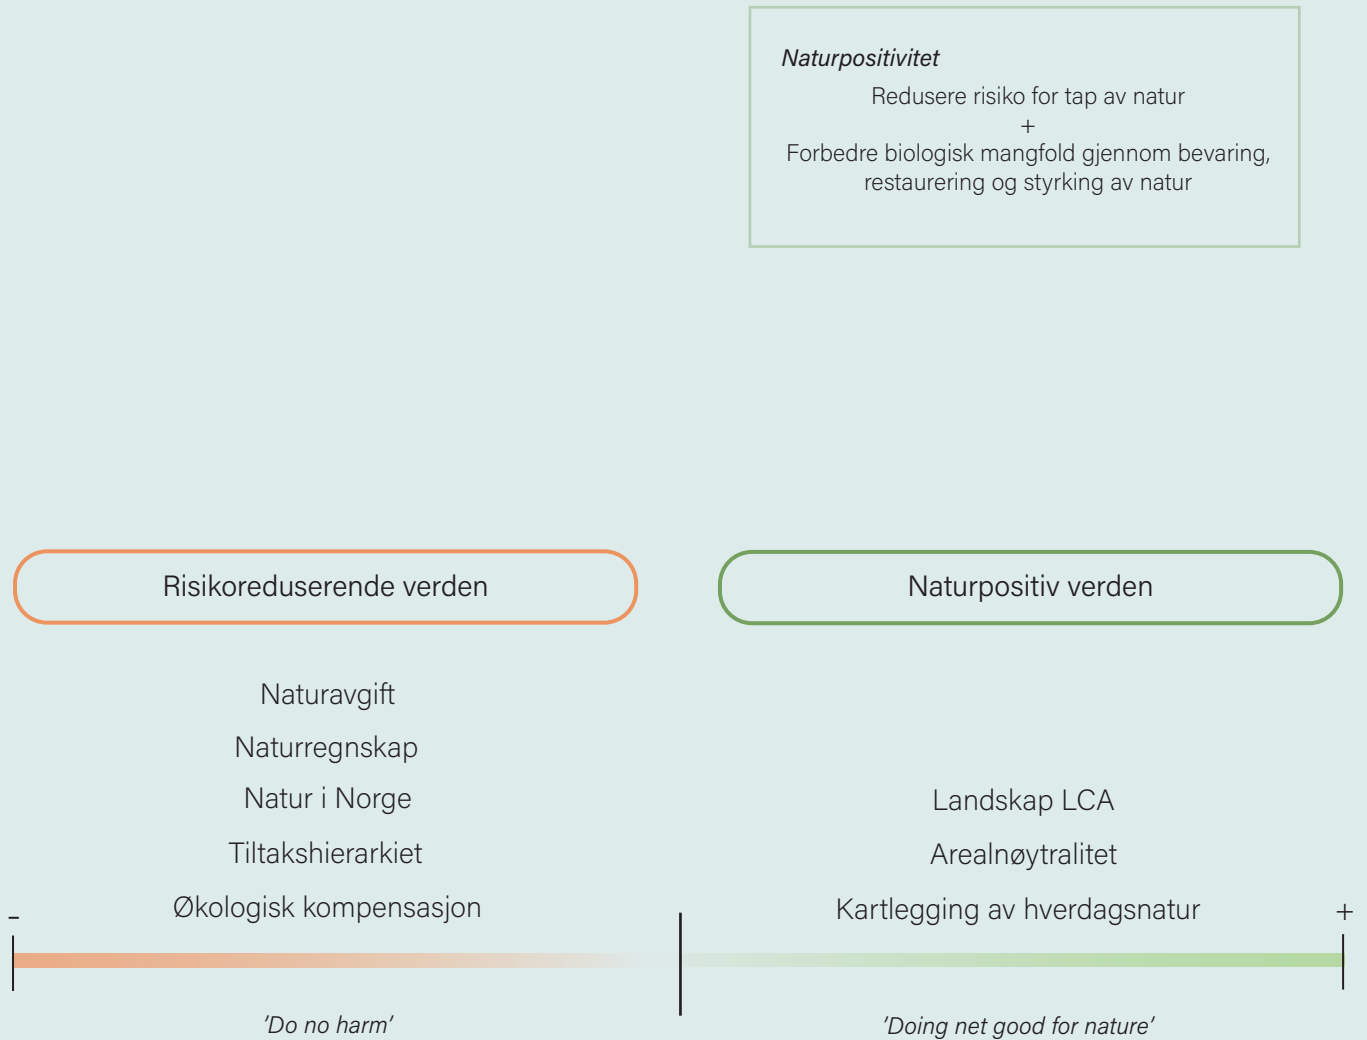 Naturpositivitet
Redusere risiko for tap av natur
+
Forbedre biologisk mangfold gjennom bevaring,
restaurering og styrking av natur
Risikoreduserende verden
Naturavgift
Naturregnskap
Natur i Norge
Tiltakshierarkiet
Økologisk kompensasjon
-
'Do no harm'
Naturpositiv verden
Landskap LCA
Arealnøytralitet
Kartlegging av hverdagsnatur
+
'Doing net good for nature'